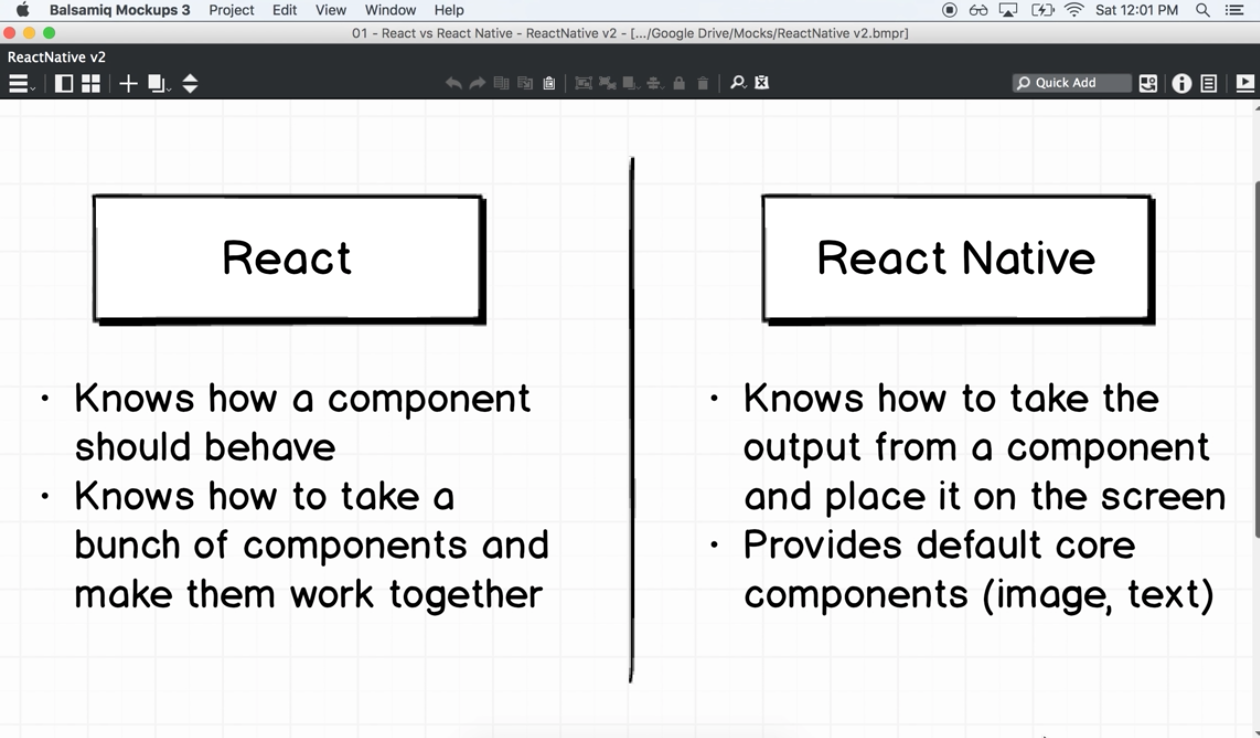 Balsamiq Mockups 3 Project Edit View Window Help Sat 12:01 PM
01 - React vs React Native - ReactNative v2 - [.../Google Drive/Mocks/ReactNative v2.bmpr]
ReactNative v2
Quick Add
React
• Knows how a component
should behave
• Knows how to take a
bunch of components and
make them work together
React Native
• Knows how to take the
output from a component
and place it on the screen
• Provides default core
components (image, text)